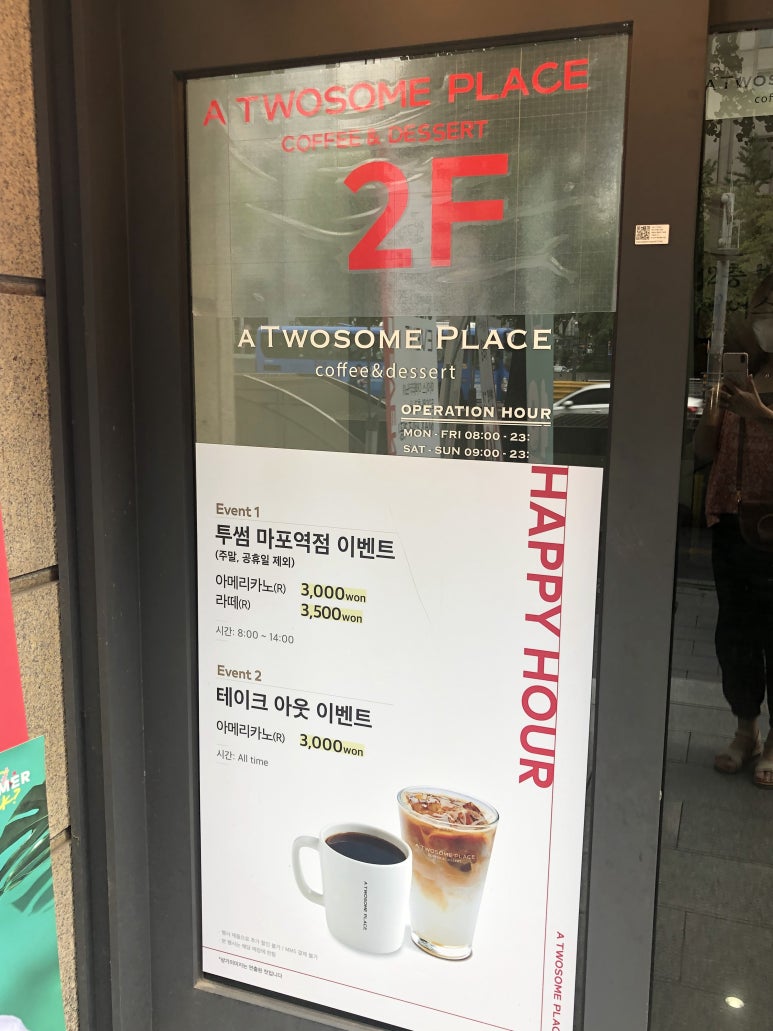 A TWOSOME PLACE
COFFEE & DESSERT
2F
A TWOSOME PLACE
coffee&dessert
OPERATION HOUR
MON - FRI 08:00 - 23:
SAT - SUN 09:00 - 23:
HAPPY HOUR
Event 1
투썸 마포역점 이벤트
(주말, 공휴일 제외)
아메리카노(R) 3,000won
라떼(R) 3,500won
시간: 8:00 ~ 14:00
Event 2
테이크 아웃 이벤트
아메리카노(R) 3,000won
시간: All time
A TWOSOME PLACE
A TWOSOME PLACE
A TWOSOME PLAC